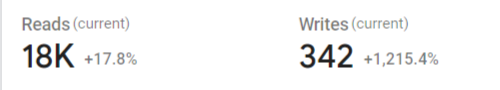 Reads (current) Writes (current)
18K +17.8% 342 +1,215.4%